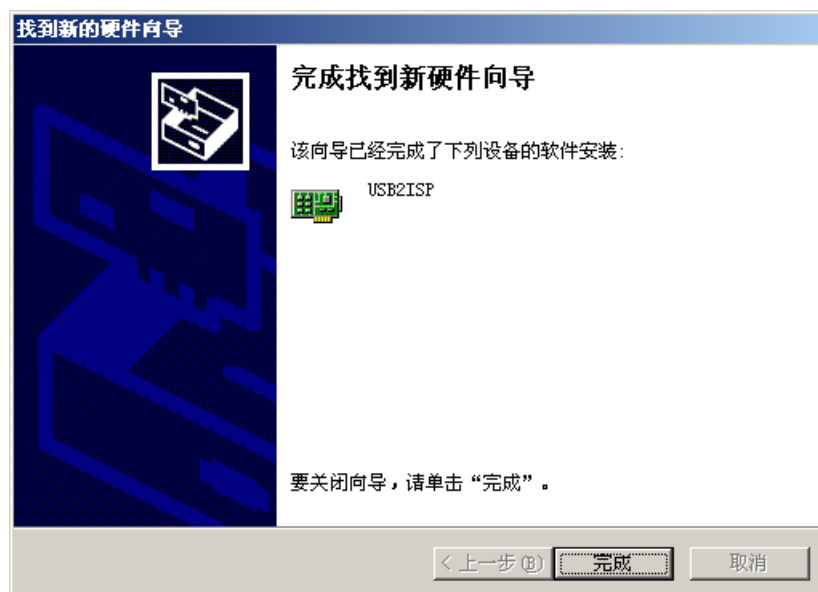 找到新的硬件向导
完成找到新硬件向导
该向导已经完成了下列设备的软件安装:
USB2ISP
要关闭向导，请单击“完成”。
< 上一步(B)
完成
取消